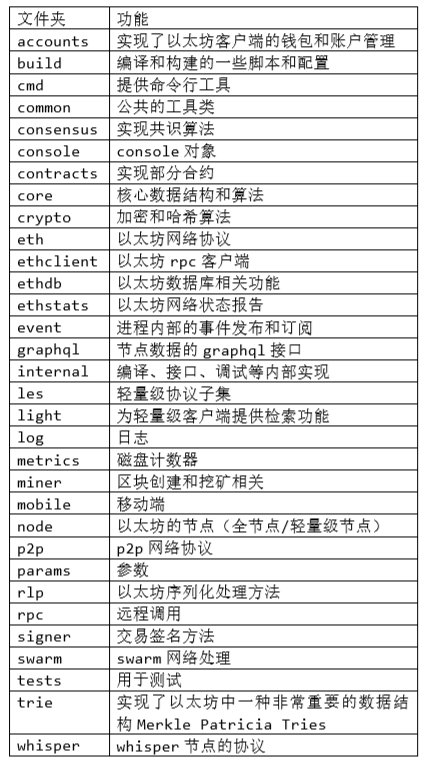 文件夹 功能
accounts 实现了以太坊客户端的钱包和账户管理
build 编译和构建的一些脚本和配置
cmd 提供命令行工具
common 公共的工具类
consensus 实现共识算法
console console 对象
contracts 实现部分合约
core 核心数据结构和算法
crypto 加密和哈希算法
eth 以太坊网络协议
ethclient 以太坊 rpc 客户端
ethdb 以太坊数据库相关功能
ethstats 以太坊网络状态报告
event 进程内部的事件发布和订阅
graphql 节点数据的 graphql 接口
internal 编译、接口、调试等内部实现
les 轻量级协议子集
light 为轻量级客户端提供检索功能
log 日志
metrics 磁盘计数器
miner 区块创建和挖矿相关
mobile 移动端
node 以太坊的节点（全节点/轻量级节点）
p2p p2p 网络协议
params 参数
rlp 以太坊序列化处理方法
rpc 远程调用
signer 交易签名方法
swarm swarm 网络处理
tests 用于测试
trie 实现了以太坊中一种非常重要的数据结
构 Merkle Patricia Tries
whisper whisper 节点的协议